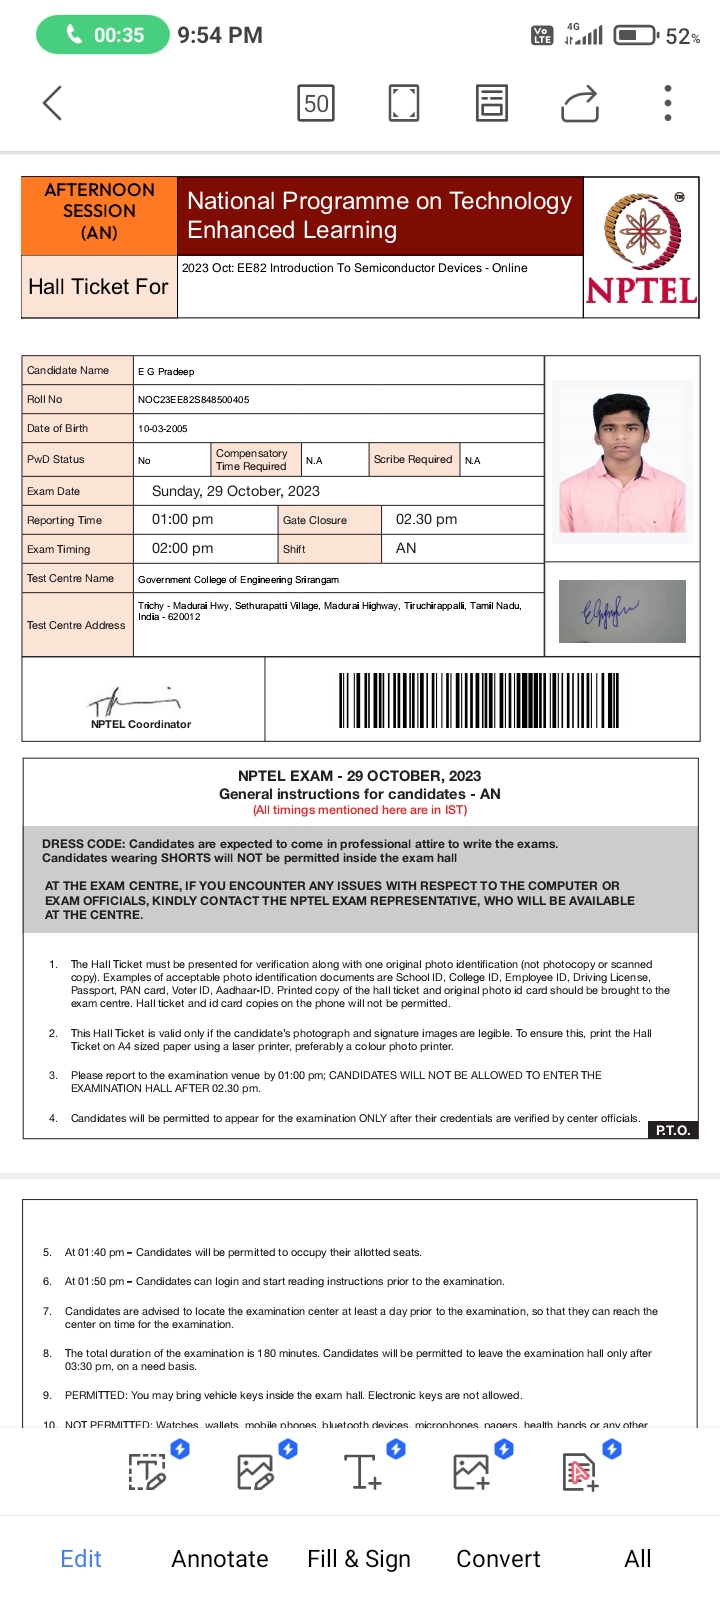 00:35 9:54 PM Vo LTE 4G 52%
50
AFTERNOON
SESSION
(AN)
National Programme on Technology
Enhanced Learning
TM
NPTEL
Hall Ticket For
2023 Oct: EE82 Introduction To Semiconductor Devices - Online
Candidate Name E G Pradeep
Roll No NOC23EE82S848500405
Date of Birth 10-03-2005
PwD Status No Compensatory Time Required N.A Scribe Required N.A
Exam Date Sunday, 29 October, 2023
Reporting Time 01:00 pm Gate Closure 02.30 pm
Exam Timing 02:00 pm Shift AN
Test Centre Name Government College of Engineering Srirangam
Test Centre Address Trichy - Madurai Hwy, Sethurapatti Village, Madurai Highway, Tiruchirappalli, Tamil Nadu,
India - 620012
NPTEL Coordinator
NPTEL EXAM - 29 OCTOBER, 2023
General instructions for candidates - AN
(All timings mentioned here are in IST)
DRESS CODE: Candidates are expected to come in professional attire to write the exams.
Candidates wearing SHORTS will NOT be permitted inside the exam hall
AT THE EXAM CENTRE, IF YOU ENCOUNTER ANY ISSUES WITH RESPECT TO THE COMPUTER OR
EXAM OFFICIALS, KINDLY CONTACT THE NPTEL EXAM REPRESENTATIVE, WHO WILL BE AVAILABLE
AT THE CENTRE.
1. The Hall Ticket must be presented for verification along with one original photo identification (not photocopy or scanned
copy). Examples of acceptable photo identification documents are School ID, College ID, Employee ID, Driving License,
Passport, PAN card, Voter ID, Aadhaar-ID. Printed copy of the hall ticket and original photo id card should be brought to the
exam centre. Hall ticket and id card copies on the phone will not be permitted.
2. This Hall Ticket is valid only if the candidate's photograph and signature images are legible. To ensure this, print the Hall
Ticket on A4 sized paper using a laser printer, preferably a colour photo printer.
3. Please report to the examination venue by 01:00 pm; CANDIDATES WILL NOT BE ALLOWED TO ENTER THE
EXAMINATION HALL AFTER 02.30 pm.
4. Candidates will be permitted to appear for the examination ONLY after their credentials are verified by center officials.
P.T.O.
5. At 01:40 pm – Candidates will be permitted to occupy their allotted seats.
6. At 01:50 pm – Candidates can login and start reading instructions prior to the examination.
7. Candidates are advised to locate the examination center at least a day prior to the examination, so that they can reach the
center on time for the examination.
8. The total duration of the examination is 180 minutes. Candidates will be permitted to leave the examination hall only after
03:30 pm, on a need basis.
9. PERMITTED: You may bring vehicle keys inside the exam hall. Electronic keys are not allowed.
10. NOT PERMITTED: Watches, wallets, mobile phones, bluetooth devices, microphones, pagers, health bands or any other
Edit Annotate Fill & Sign Convert All